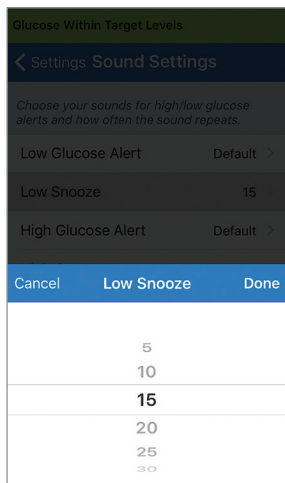 Glucose Within Target Levels
Settings Sound Settings
Choose your sounds for high/low glucose
alerts and how often the sound repeats.
Low Glucose Alert Default
Low Snooze 15
High Glucose Alert Default
Cancel Low Snooze Done
5
10
15
20
25
30